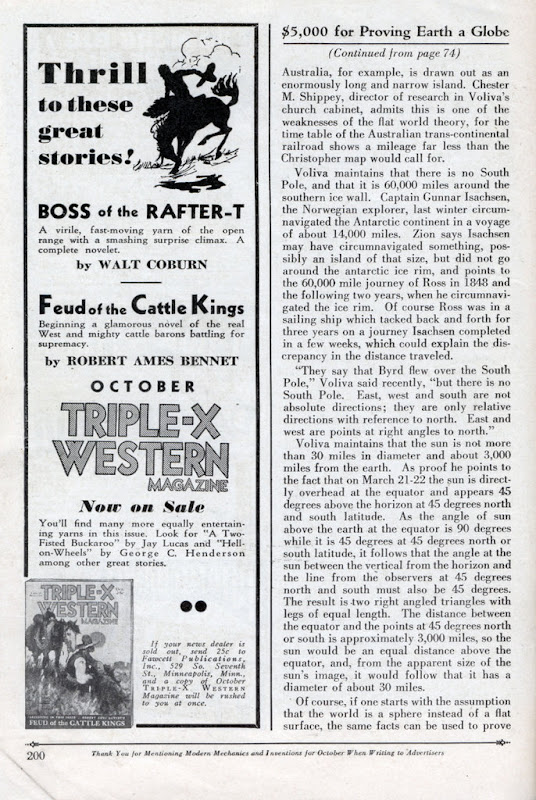 Thrill
to these
great
stories!
BOSS of the RAFTER-T
A virile, fast-moving yarn of the open
range with a smashing surprise climax. A
complete novelet.
by WALT COBURN
Feud of the Cattle Kings
Beginning a glamorous novel of the real
West and mighty cattle barons battling for
supremacy.
by ROBERT AMES BENNET
OCTOBER
TRIPLE-X
WESTERN
MAGAZINE
Now on Sale
You'll find many more equally entertain-
ing yarns in this issue. Look for "A Two-
Fisted Buckaroo" by Jay Lucas and "Hell-
on-Wheels" by George C. Henderson
among other great stories.
TRIPLE-X
WESTERN
MAGAZINE
FEUD of the CATTLE KINGS
If your news dealer is
sold out, send 25c to
Fawcett Publications,
Inc., 529 So. Seventh
St., Minneapolis, Minn.,
and a copy of October
TRIPLE-X WESTERN
Magazine will be rushed
to you at once.
$5,000 for Proving Earth a Globe
(Continued from page 74)
Australia, for example, is drawn out as an
enormously long and narrow island. Chester
M. Shippey, director of research in Voliva's
church cabinet, admits this is one of the
weaknesses of the flat world theory, for the
time table of the Australian trans-continental
railroad shows a mileage far less than the
Christopher map would call for.
Voliva maintains that there is no South
Pole, and that it is 60,000 miles around the
southern ice wall. Captain Gunnar Isachsen,
the Norwegian explorer, last winter circum-
navigated the Antarctic continent in a voyage
of about 14,000 miles. Zion says Isachsen
may have circumnavigated something, pos-
sibly an island of that size, but did not go
around the antarctic ice rim, and points to
the 60,000 mile journey of Ross in 1848 and
the following two years, when he circumnavi-
gated the ice rim. Of course Ross was in a
sailing ship which tacked back and forth for
three years on a journey Isachsen completed
in a few weeks, which could explain the dis-
crepancy in the distance traveled.
"They say that Byrd flew over the South
Pole," Voliva said recently, "but there is no
South Pole. East, west and south are not
absolute directions; they are only relative
directions with reference to north. East and
west are points at right angles to north."
Voliva maintains that the sun is not more
than 30 miles in diameter and about 3,000
miles from the earth. As proof he points to
the fact that on March 21-22 the sun is direct-
ly overhead at the equator and appears 45
degrees above the horizon at 45 degrees north
and south latitude. As the angle of sun
above the earth at the equator is 90 degrees
while it is 45 degrees at 45 degrees north or
south latitude, it follows that the angle at the
sun between the vertical from the horizon and
the line from the observers at 45 degrees
north and south must also be 45 degrees.
The result is two right angled triangles with
legs of equal length. The distance between
the equator and the points at 45 degrees north
or south is approximately 3,000 miles, so the
sun would be an equal distance above the
equator, and, from the apparent size of the
sun's image, it would follow that it has a
diameter of about 30 miles.
Of course, if one starts with the assumption
that the world is a sphere instead of a flat
surface, the same facts can be used to prove
Thank You for Mentioning Modern Mechanics and Inventions for October When Writing to Advertisers
200